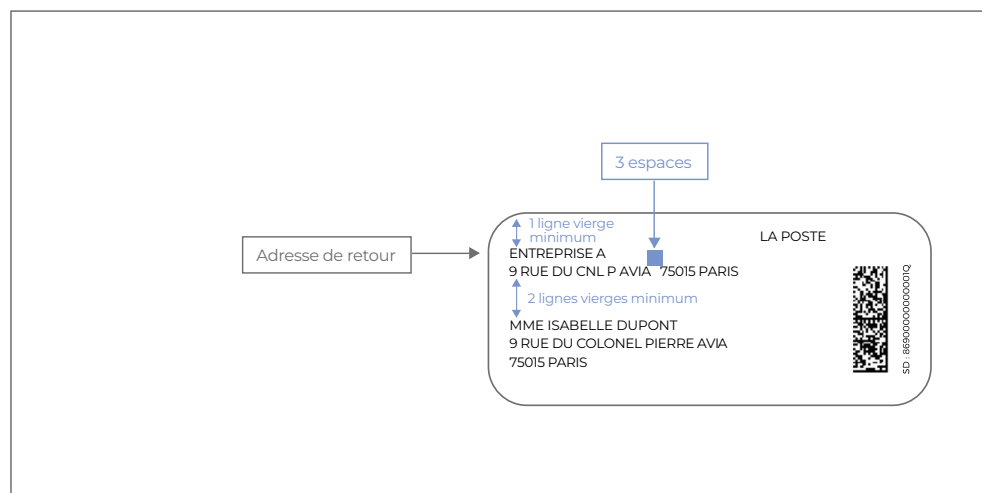 3 espaces
1 ligne vierge
minimum
LA POSTE
Adresse de retour
ENTREPRISE A
9 RUE DU CNL P AVIA   75015 PARIS
2 lignes vierges minimum
MME ISABELLE DUPONT
9 RUE DU COLONEL PIERRE AVIA
75015 PARIS